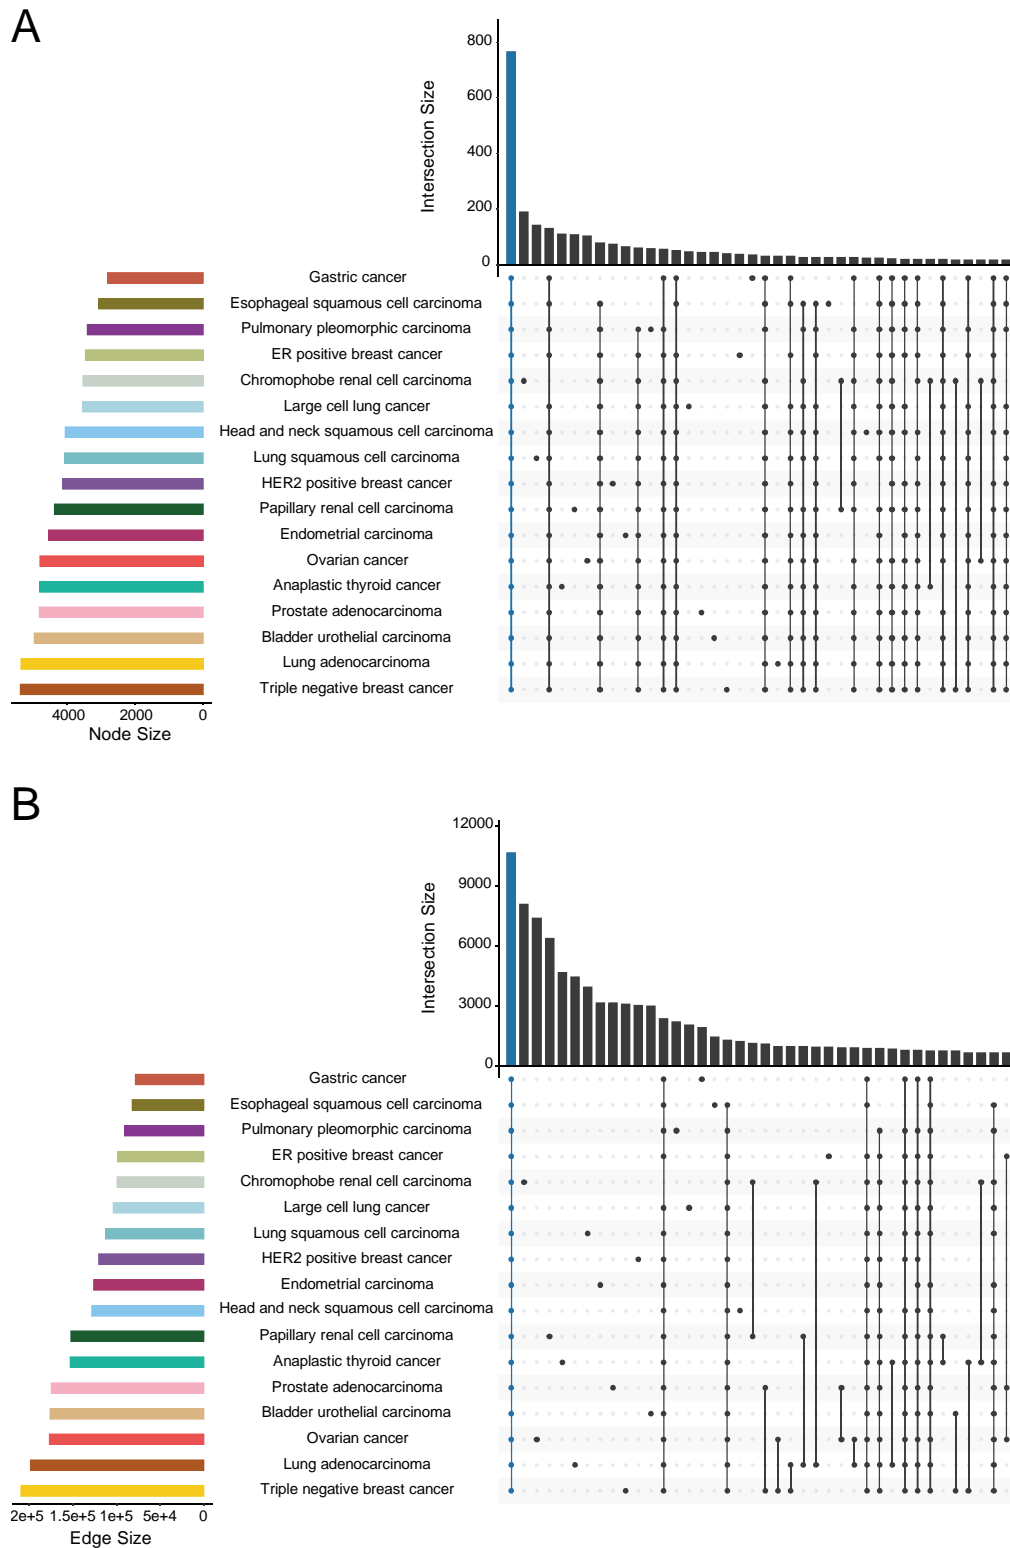 A
800
600
400
200
0
Intersection Size
Gastric cancer
Esophageal squamous cell carcinoma
Pulmonary pleomorphic carcinoma
ER positive breast cancer
Chromophobe renal cell carcinoma
Large cell lung cancer
Head and neck squamous cell carcinoma
Lung squamous cell carcinoma
HER2 positive breast cancer
Papillary renal cell carcinoma
Endometrial carcinoma
Ovarian cancer
Anaplastic thyroid cancer
Prostate adenocarcinoma
Bladder urothelial carcinoma
Lung adenocarcinoma
Triple negative breast cancer
4000 2000 0
Node Size
B
12000
9000
6000
3000
0
Intersection Size
Gastric cancer
Esophageal squamous cell carcinoma
Pulmonary pleomorphic carcinoma
ER positive breast cancer
Chromophobe renal cell carcinoma
Large cell lung cancer
Lung squamous cell carcinoma
HER2 positive breast cancer
Endometrial carcinoma
Head and neck squamous cell carcinoma
Papillary renal cell carcinoma
Anaplastic thyroid cancer
Prostate adenocarcinoma
Bladder urothelial carcinoma
Ovarian cancer
Lung adenocarcinoma
Triple negative breast cancer
2e+5 1.5e+5 1e+5 5e+4 0
Edge Size